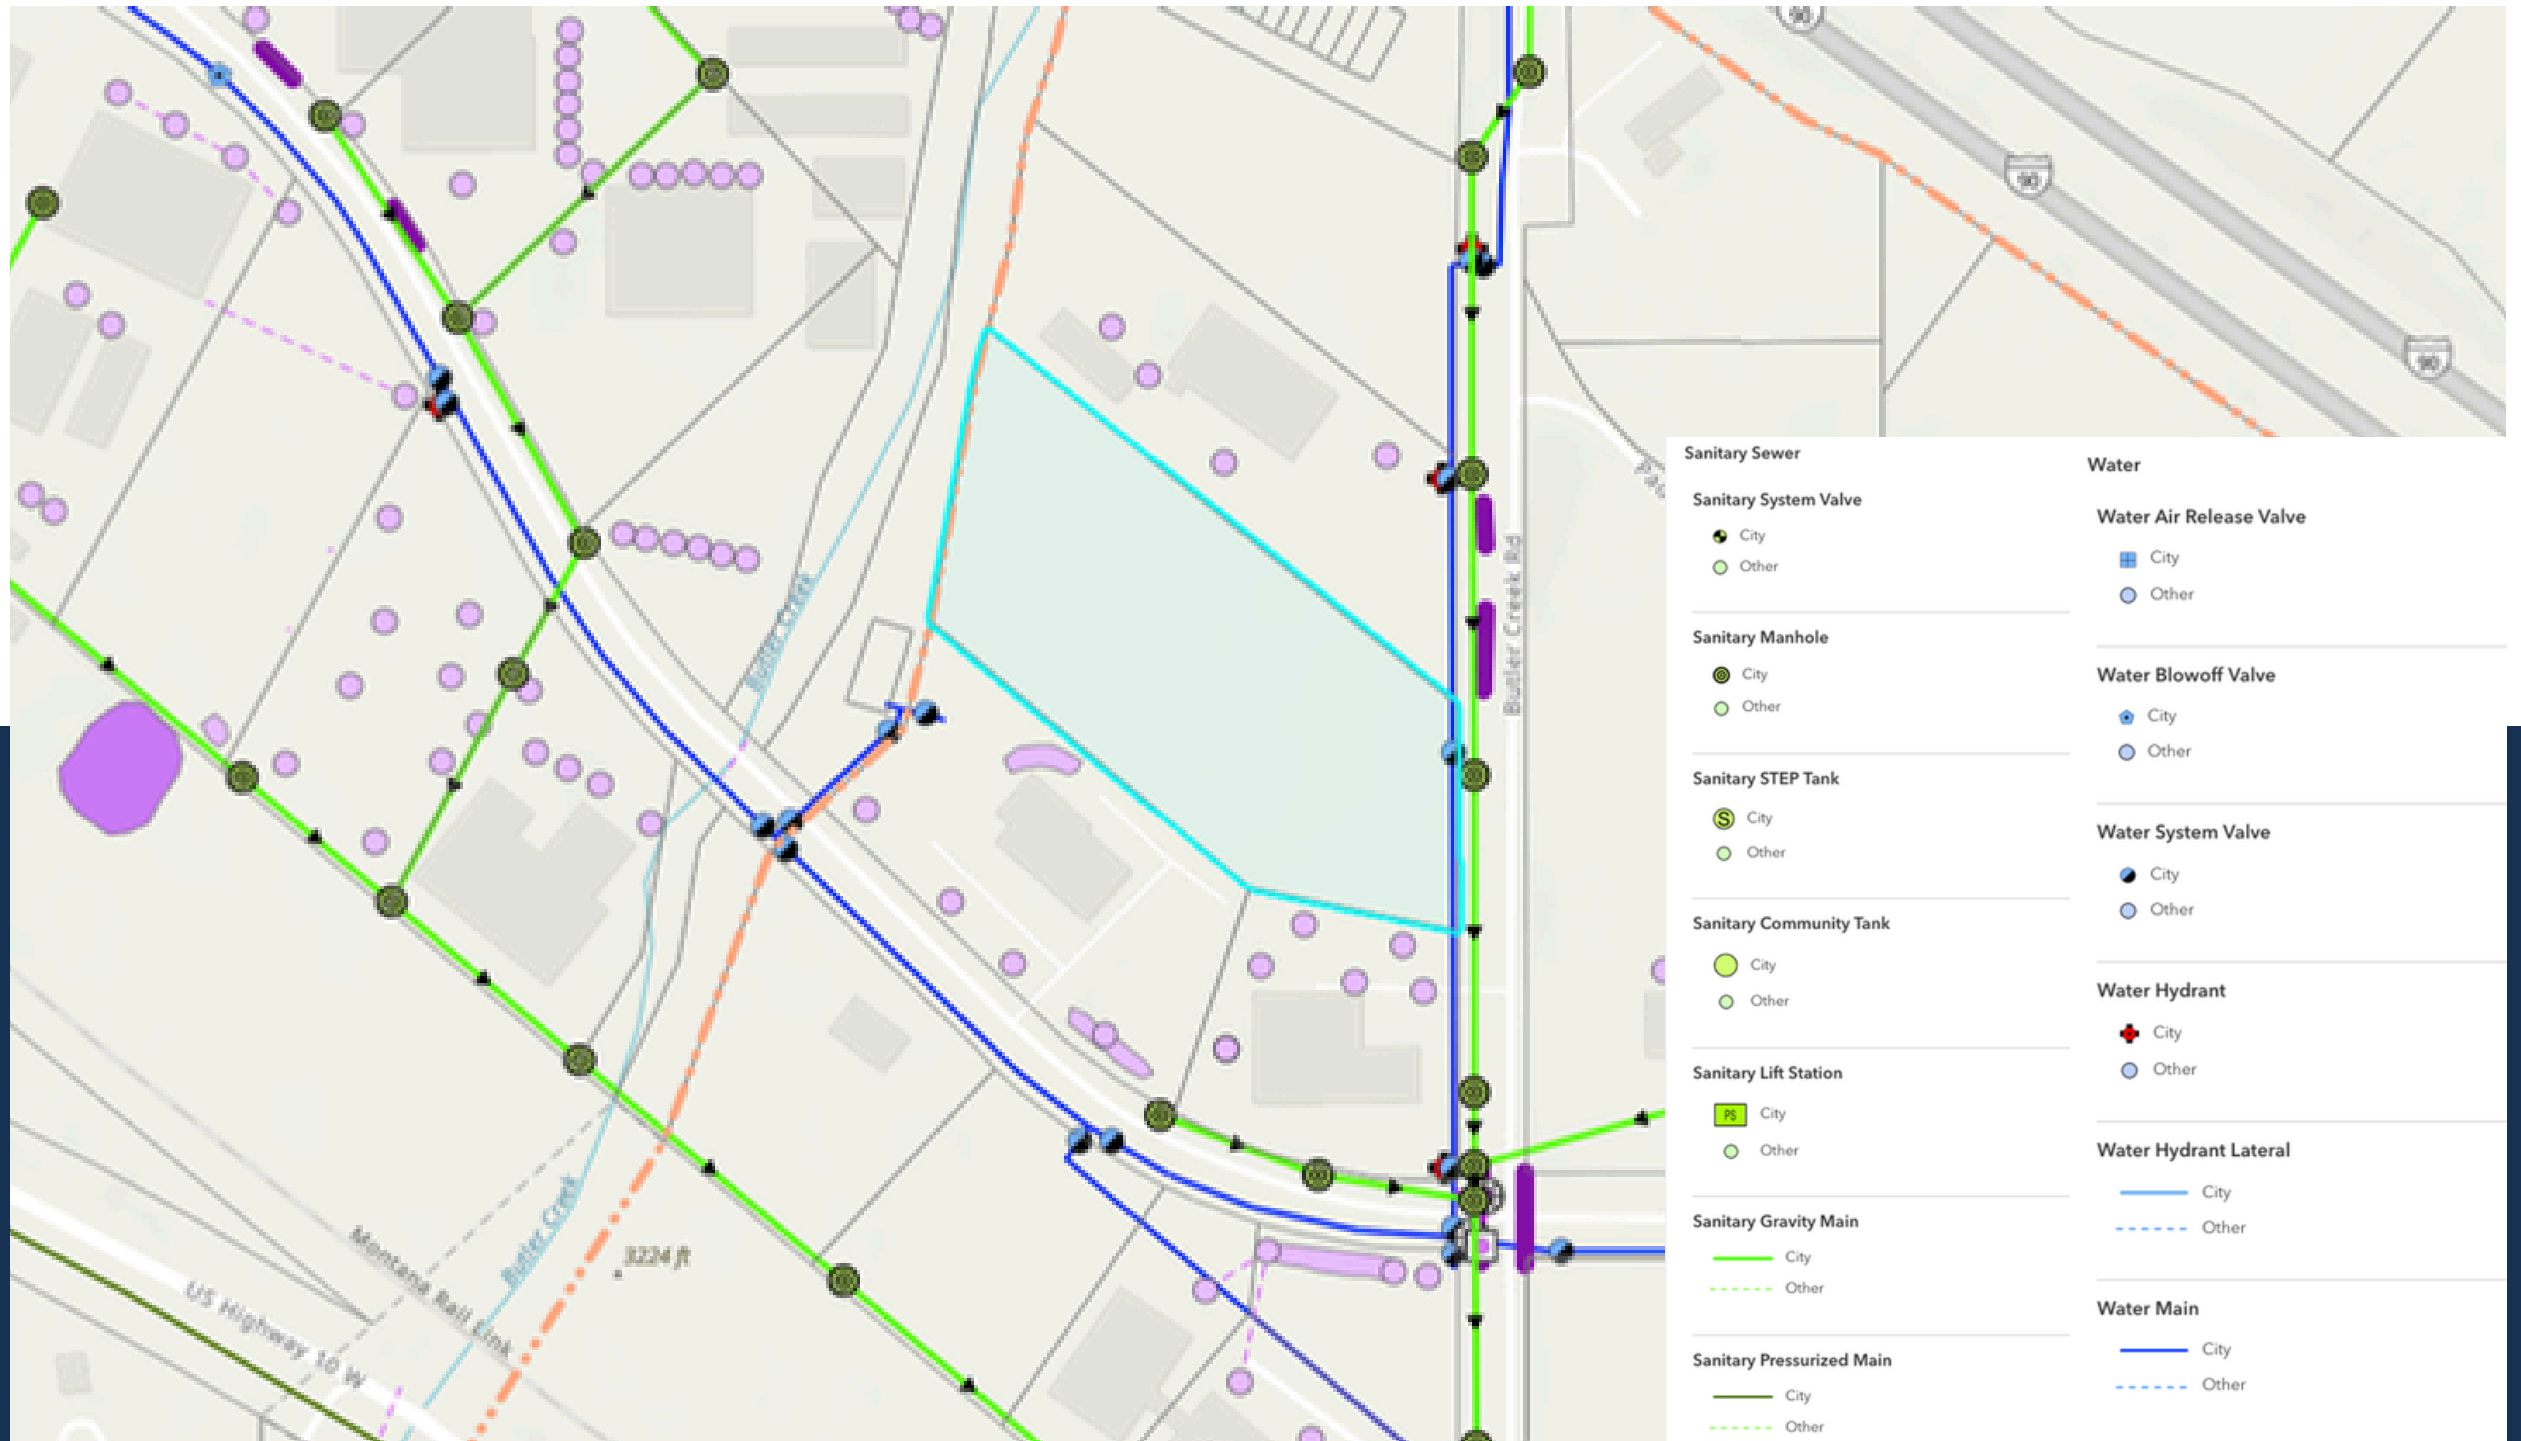 90
90
90
Butler Creek Rd
Butler Creek
Butler Creek
3224 ft
Montana Rail Link
US Highway 10 W
Sanitary Sewer
Sanitary System Valve
City
Other
Sanitary Manhole
City
Other
Sanitary STEP Tank
S City
Other
Sanitary Community Tank
City
Other
Sanitary Lift Station
PS City
Other
Sanitary Gravity Main
City
Other
Sanitary Pressurized Main
City
Other
Water
Water Air Release Valve
City
Other
Water Blowoff Valve
City
Other
Water System Valve
City
Other
Water Hydrant
City
Other
Water Hydrant Lateral
City
Other
Water Main
City
Other